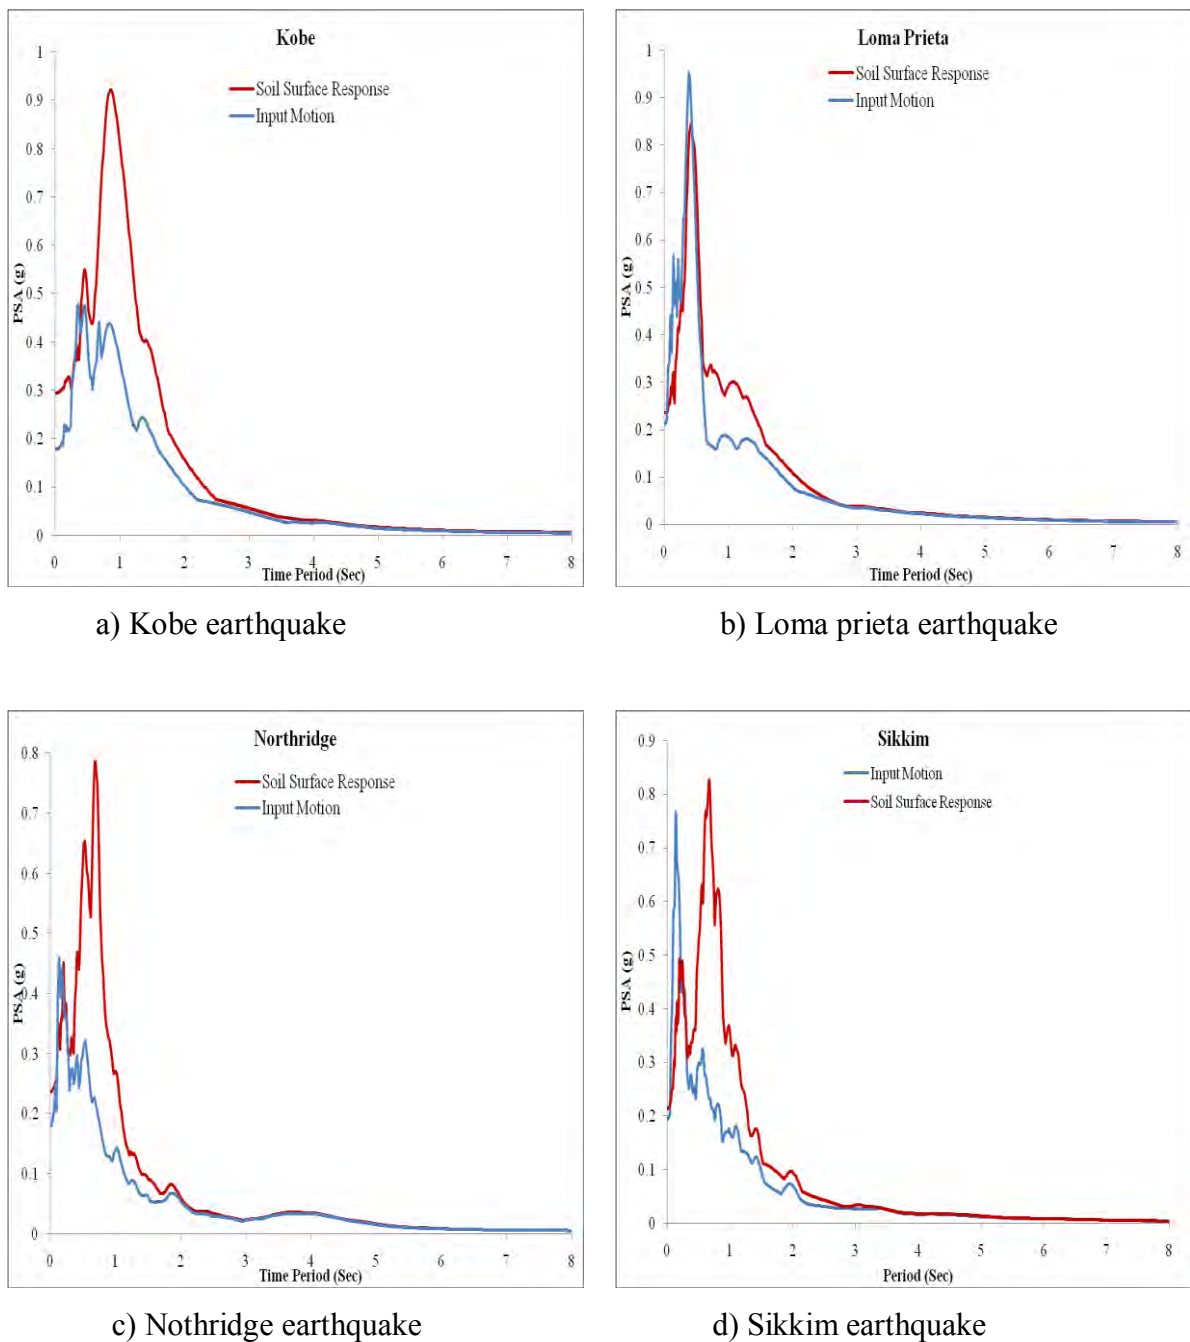 Kobe
Soil Surface Response
Input Motion
PSA (g)
1
0.9
0.8
0.7
0.6
0.5
0.4
0.3
0.2
0.1
0
0 1 2 3 4 5 6 7 8
Time Period (Sec)
a) Kobe earthquake
Loma Prieta
Soil Surface Response
Input Motion
PSA (g)
1
0.9
0.8
0.7
0.6
0.5
0.4
0.3
0.2
0.1
0
0 1 2 3 4 5 6 7 8
Time Period (Sec)
b) Loma prieta earthquake
Northridge
Soil Surface Response
Input Motion
PSA (g)
0.8
0.7
0.6
0.5
0.4
0.3
0.2
0.1
0
0 1 2 3 4 5 6 7 8
Time Period (Sec)
c) Nothridge earthquake
Sikkim
Input Motion
Soil Surface Response
PSA (g)
0.9
0.8
0.7
0.6
0.5
0.4
0.3
0.2
0.1
0
0 1 2 3 4 5 6 7 8
Period (Sec)
d) Sikkim earthquake